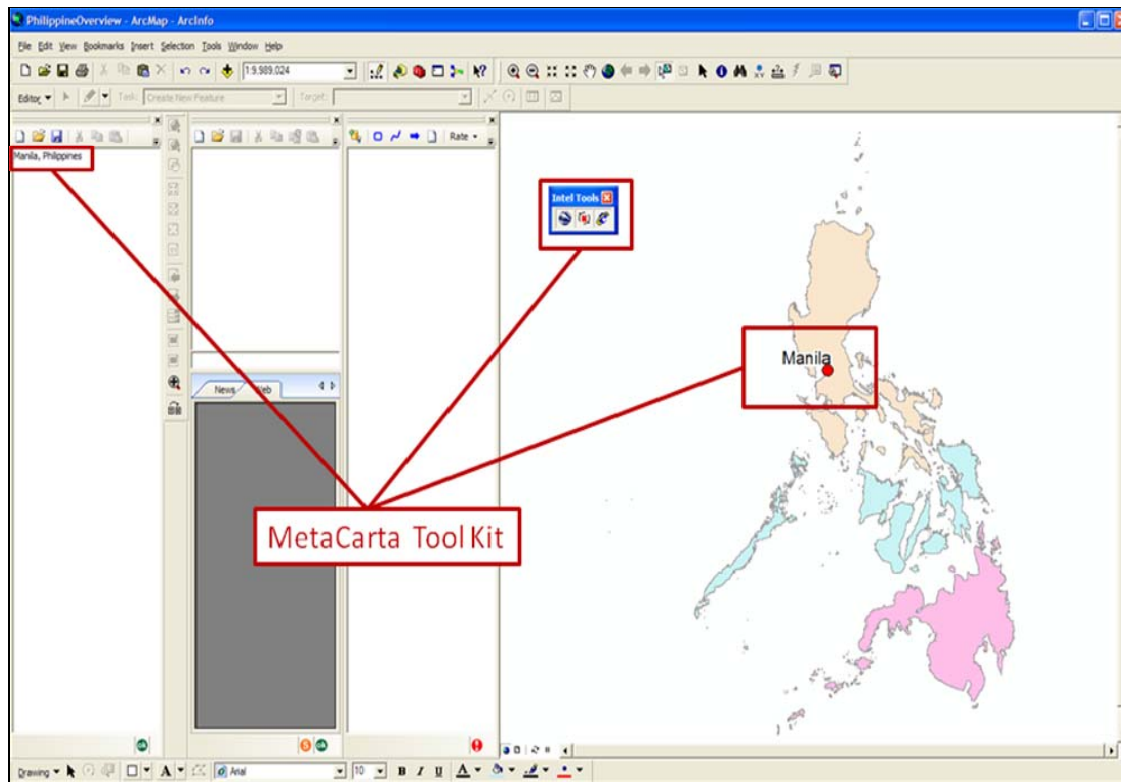 PhilippineOverview - ArcMap - ArcInfo
File Edit View Bookmarks Insert Selection Tools Window Help
1:9,989,024
Editor Task: Create New Feature Target:
Rate
Manila, Philippines
Intel Tools
Manila
News Web
MetaCarta Tool Kit
Drawing A Arial 10 B I U A